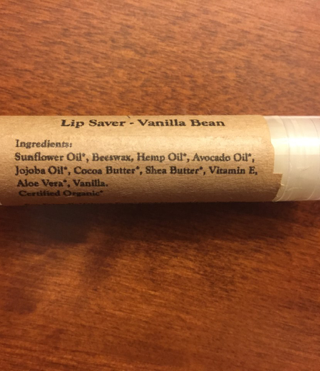 Lip Saver - Vanilla Bean
Ingredients:
Sunflower Oil*, Beeswax, Hemp Oil*, Avocado Oil*,
Jojoba Oil*, Cocoa Butter*, Shea Butter*, Vitamin E,
Aloe Vera*, Vanilla.
Certified Organic*